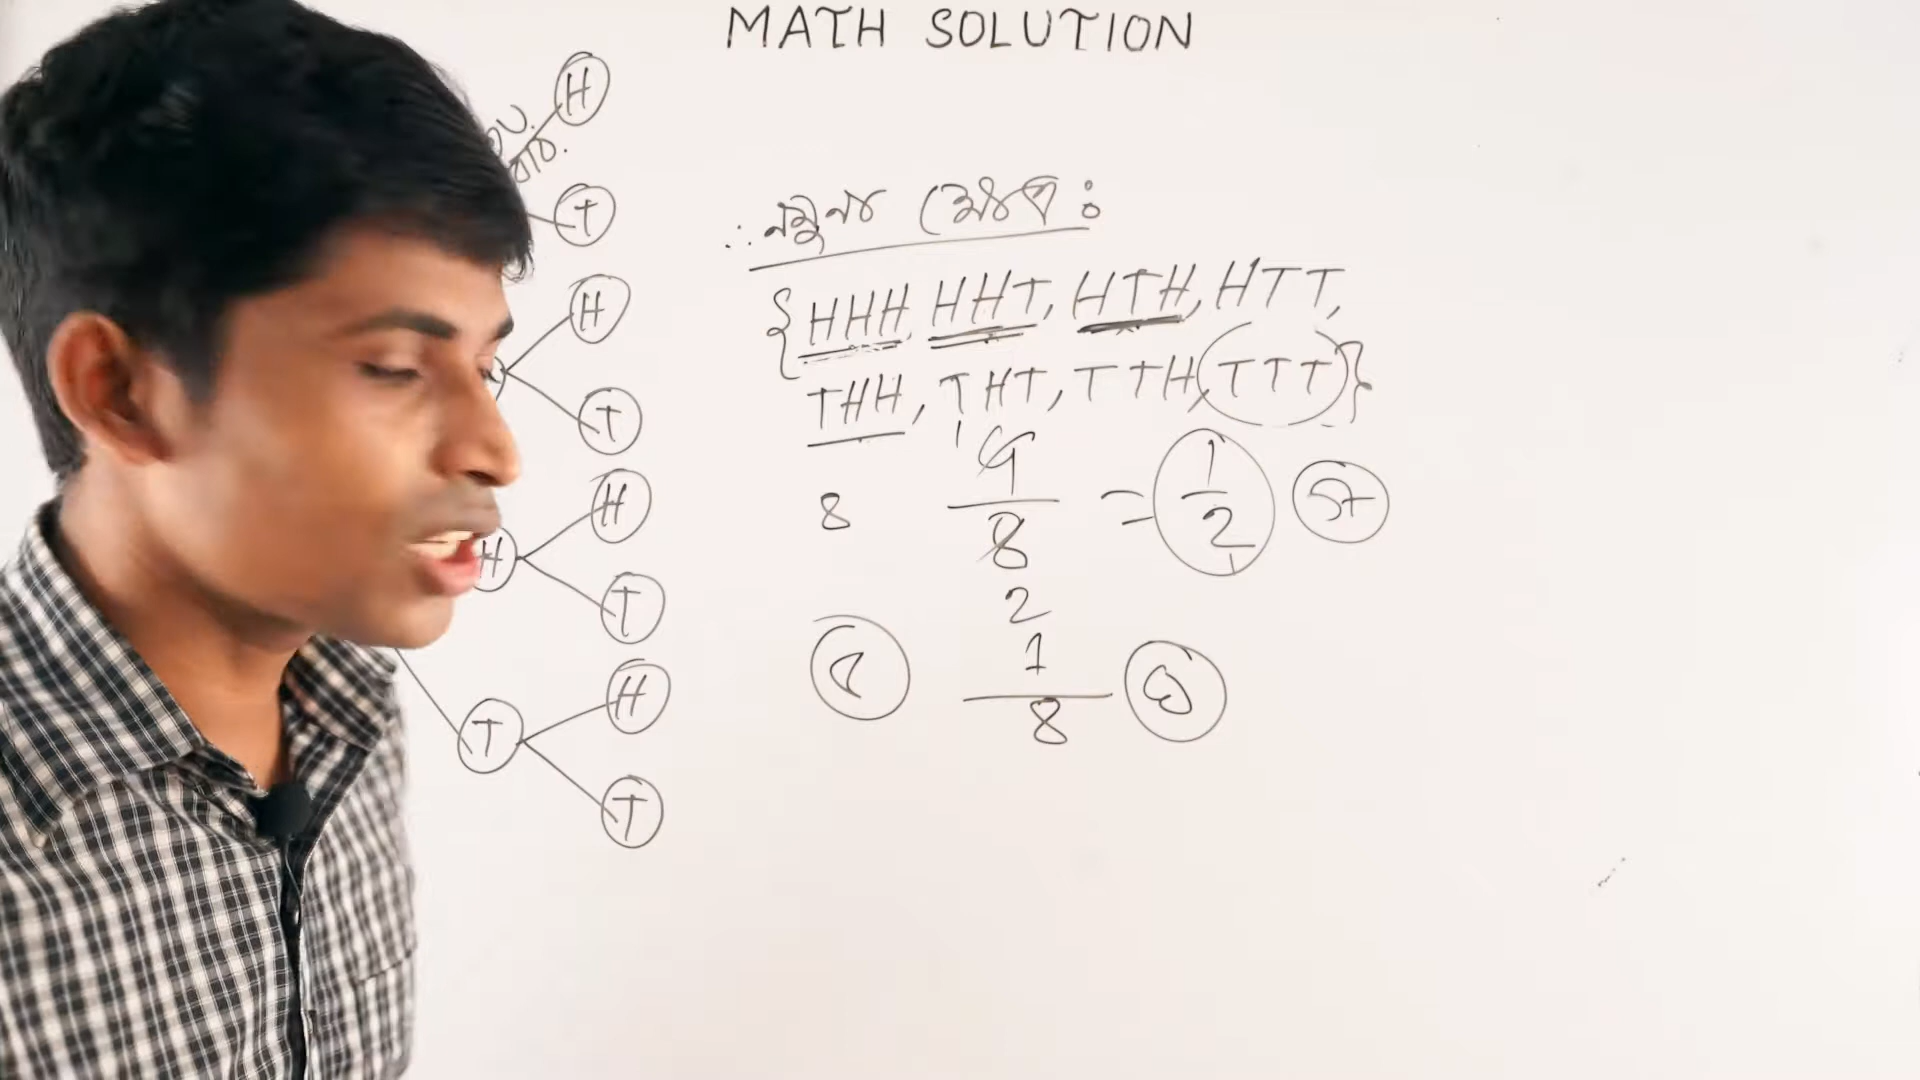 MATH SOLUTION
H
T
H
T
H
H
T
T
H
T
∴ নমুনা ক্ষেত্র :
{HHH, HHT, HTH, HTT,
THH, THT, TTH, TTT}
1
4
8
8
2
= 1
2
1
8